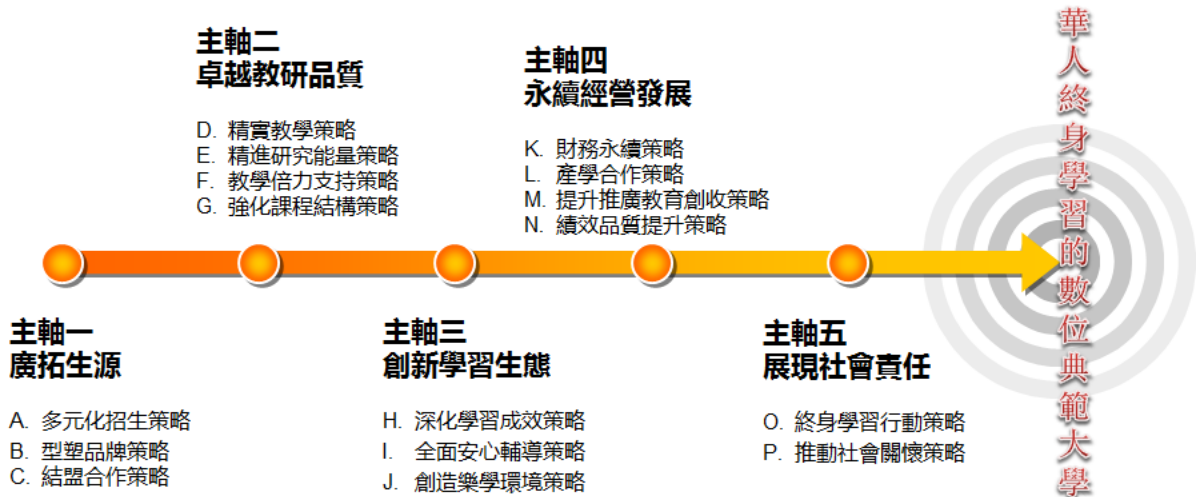 主軸一
廣拓生源
A. 多元化招生策略
B. 型塑品牌策略
C. 結盟合作策略
主軸二
卓越教研品質
D. 精實教學策略
E. 精進研究能量策略
F. 教學倍力支持策略
G. 強化課程結構策略
主軸三
創新學習生態
H. 深化學習成效策略
I. 全面安心輔導策略
J. 創造樂學環境策略
主軸四
永續經營發展
K. 財務永續策略
L. 產學合作策略
M. 提升推廣教育創收策略
N. 績效品質提升策略
主軸五
展現社會責任
O. 終身學習行動策略
P. 推動社會關懷策略
華人終身學習的數位典範大學